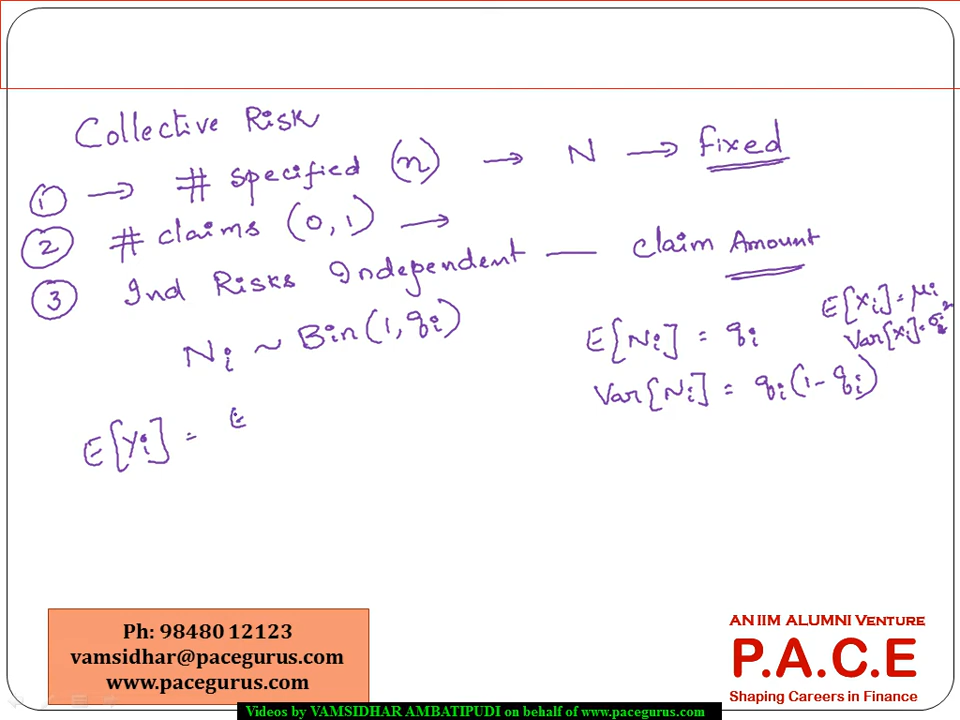 Collective Risk
① → # specified (n) → N → fixed
② # claims (0, 1) →
③ Ind Risks Independent — Claim Amount
E[Xi] = μi
Var[Xi] = σi²
Ni ~ Bin(1, qi)
E[Ni] = qi
Var[Ni] = qi(1 - qi)
E[Yi] = E
Ph: 98480 12123
vamsidhar@pacegurus.com
www.pacegurus.com
AN IIM ALUMNI VENTURE
P.A.C.E
Shaping Careers in Finance
Videos by VAMSIDHAR AMBATIPUDI on behalf of www.pacegurus.com